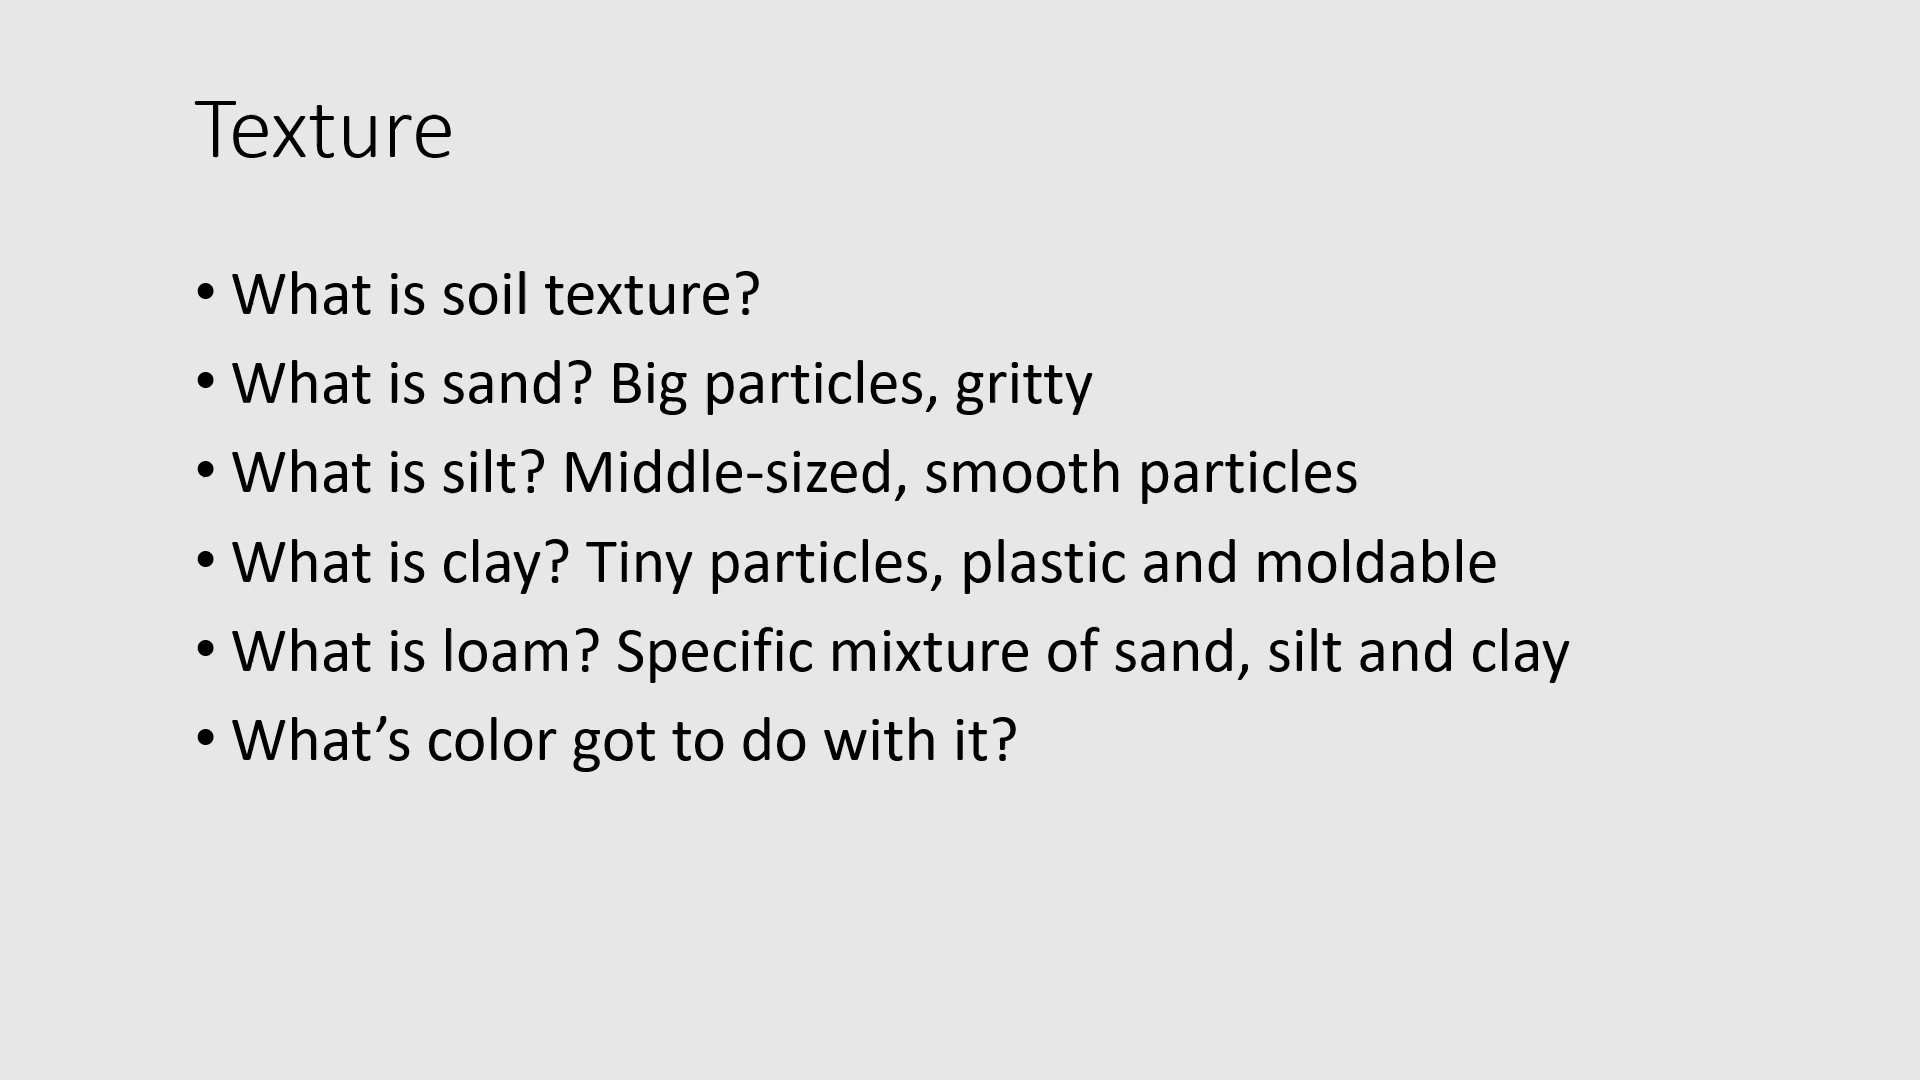 Texture
• What is soil texture?
• What is sand? Big particles, gritty
• What is silt? Middle-sized, smooth particles
• What is clay? Tiny particles, plastic and moldable
• What is loam? Specific mixture of sand, silt and clay
• What’s color got to do with it?